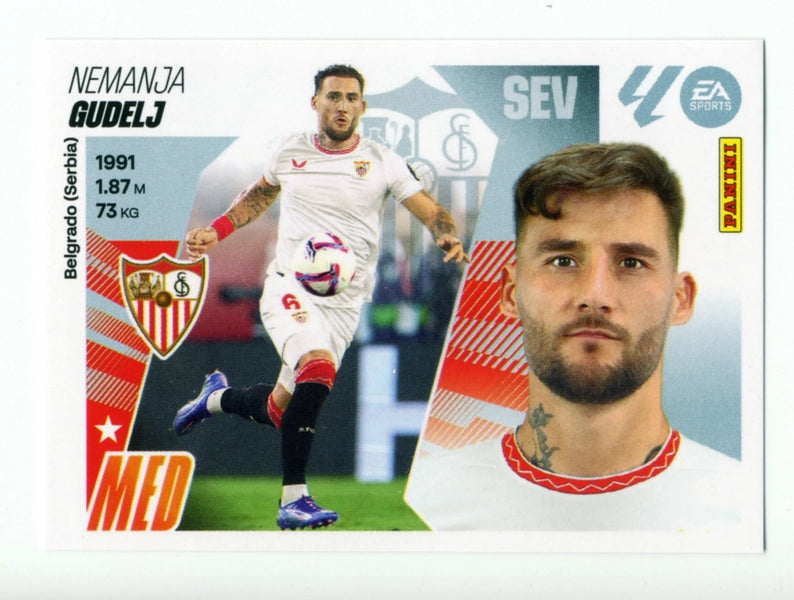 NEMANJA
GUDELJ
1991
1.87 M
73 KG
Belgrado (Serbia)
SEV
EA
SPORTS
PANINI
6
S.F.C
MED